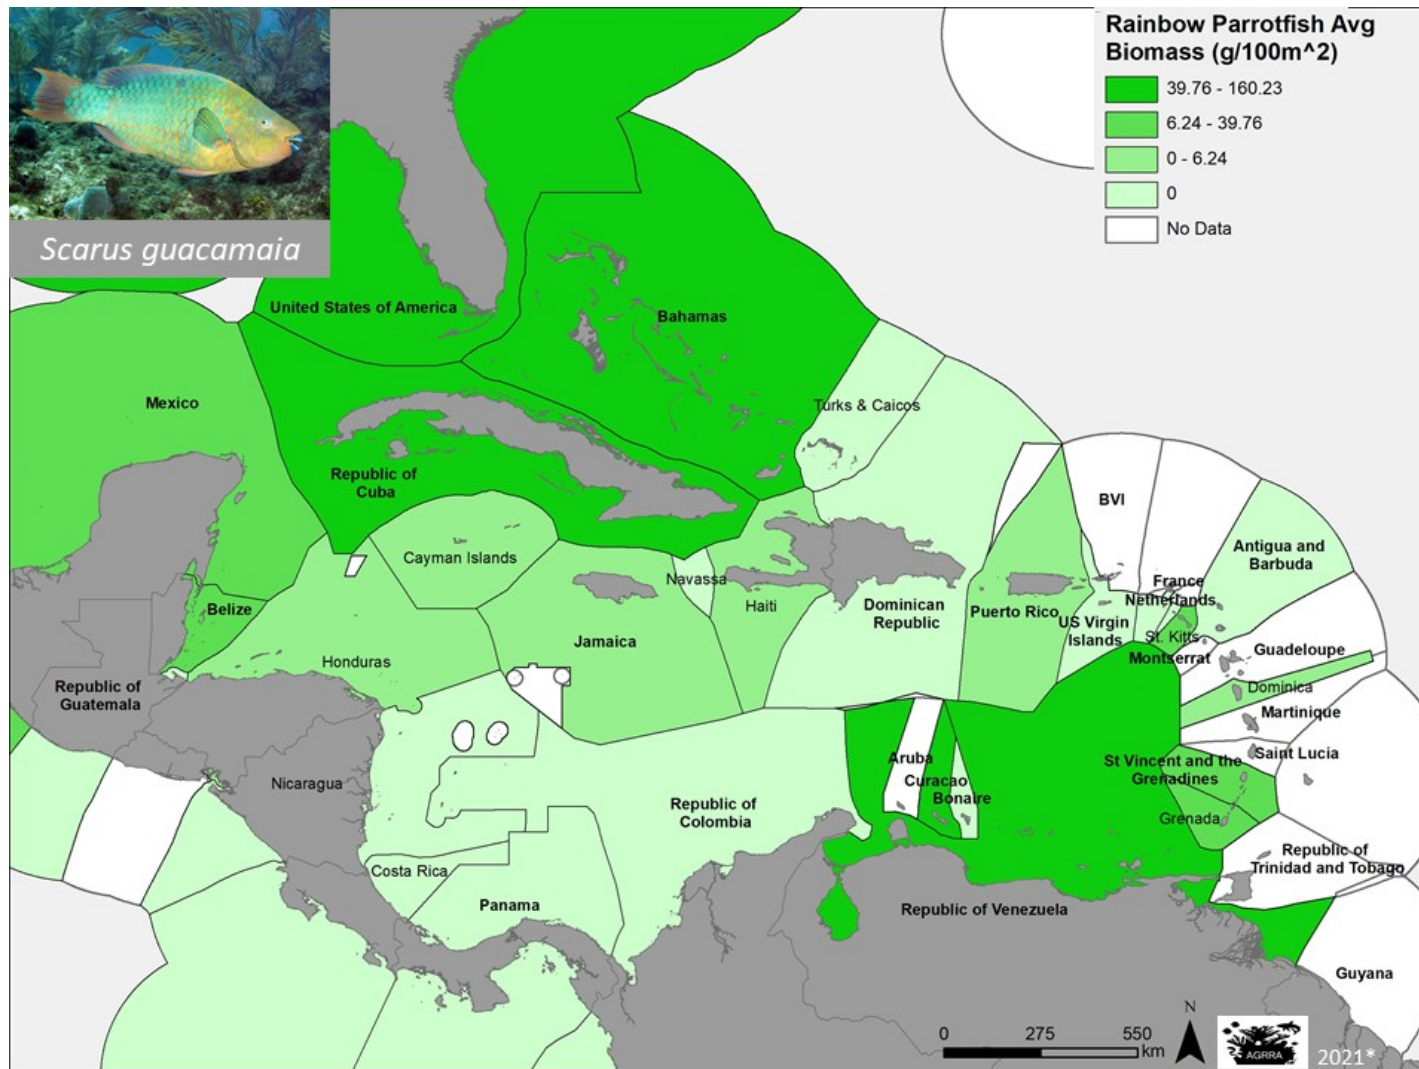 Scarus guacamaia
Rainbow Parrotfish Avg
Biomass (g/100m^2)
39.76 - 160.23
6.24 - 39.76
0 - 6.24
0
No Data
United States of America
Bahamas
Mexico
Turks & Caicos
Republic of
Cuba
BVI
Cayman Islands
Antigua and
Barbuda
Navassa
France
Netherlands
Belize
Haiti
Dominican
Republic
Puerto Rico
US Virgin
Islands
St. Kitts
Jamaica
Montserrat
Guadeloupe
Honduras
Dominica
Republic of
Guatemala
Martinique
Saint Lucia
Aruba
St Vincent and the
Grenadines
Nicaragua
Curacao
Bonaire
Republic of
Colombia
Grenada
Costa Rica
Republic of
Trinidad and Tobago
Panama
Republic of Venezuela
Guyana
N
0 275 550
km
AGRRA
2021*